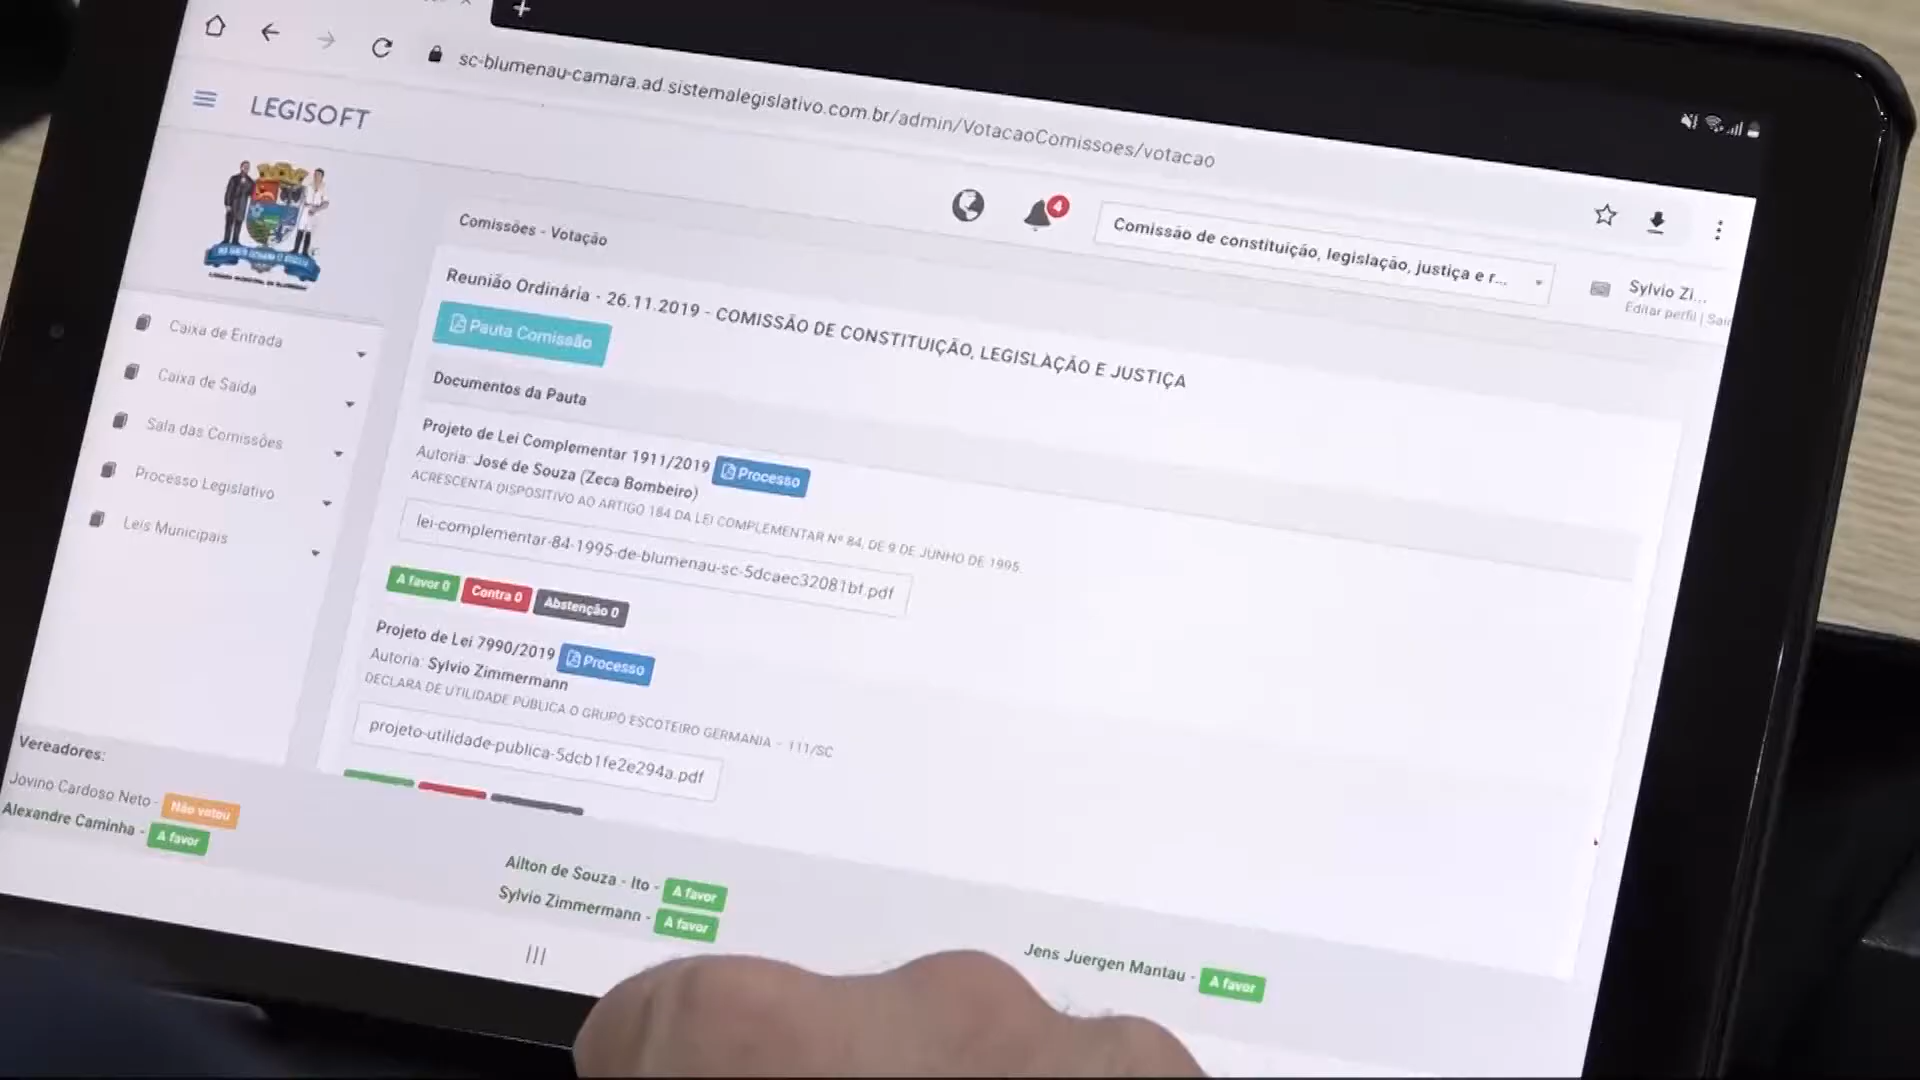 sc-blumenau-camara.ad.sistemalegislativo.com.br/admin/VotacaoComissoes/votacao
LEGISOFT
4
Comissão de constituição, legislação, justiça e r...
Sylvio Zi...
Editar perfil | Sair
Caixa de Entrada
Caixa de Saída
Sala das Comissões
Processo Legislativo
Leis Municipais
Comissões - Votação
Reunião Ordinária - 26.11.2019 - COMISSÃO DE CONSTITUIÇÃO, LEGISLAÇÃO E JUSTIÇA
Pauta Comissão
Documentos da Pauta
Projeto de Lei Complementar 1911/2019 Processo
Autoria: José de Souza (Zeca Bombeiro)
ACRESCENTA DISPOSITIVO AO ARTIGO 184 DA LEI COMPLEMENTAR Nº 84, DE 9 DE JUNHO DE 1995.
lei-complementar-84-1995-de-blumenau-sc-5dcaec32081bf.pdf
A favor 0 Contra 0 Abstenção 0
Projeto de Lei 7990/2019 Processo
Autoria: Sylvio Zimmermann
DECLARA DE UTILIDADE PÚBLICA O GRUPO ESCOTEIRO GERMANIA - 111/SC
projeto-utilidade-publica-5dcb1fe2e294a.pdf
Vereadores:
Jovino Cardoso Neto - Não votou
Alexandre Caminha - A favor
Ailton de Souza - Ito - A favor
Sylvio Zimmermann - A favor
Jens Juergen Mantau - A favor